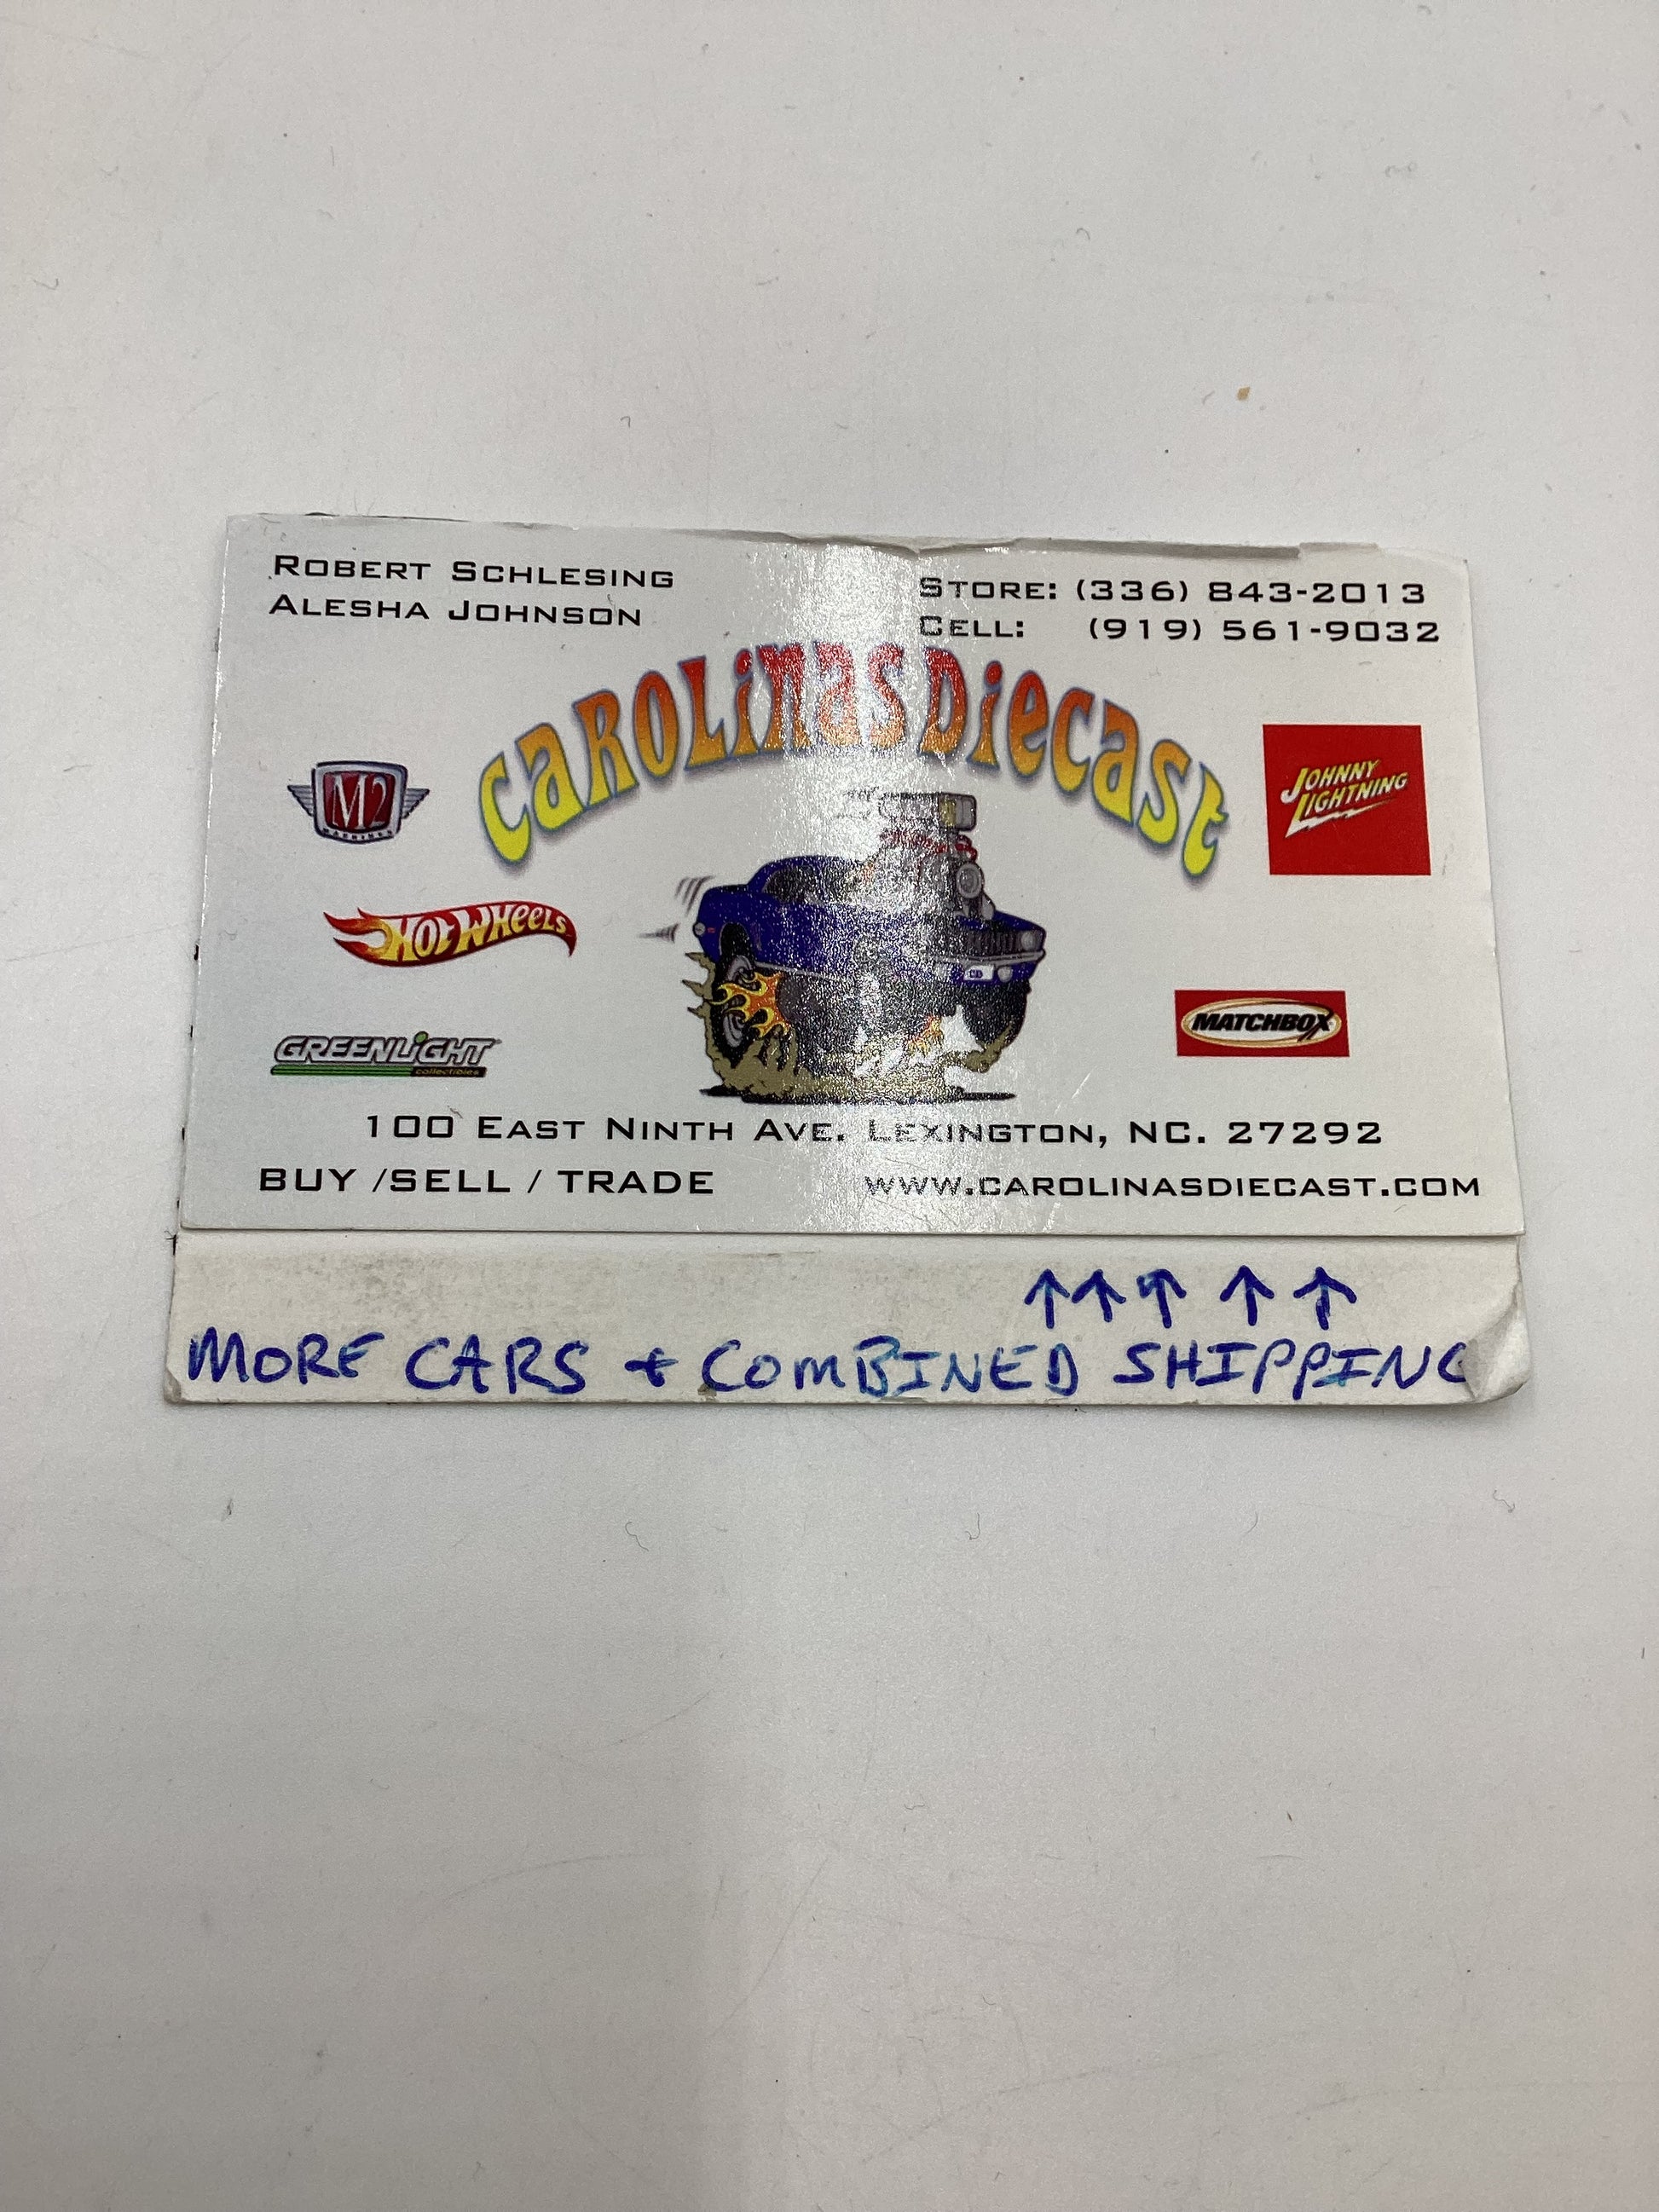 ROBERT SCHLESING
ALESHA JOHNSON
STORE: (336) 843-2013
CELL: (919) 561-9032
CAROLINAS DIECAST
M2
MACHINES
JOHNNY
LIGHTNING
HOT WHEELS
MATCHBOX
GREENLIGHT
collectibles
100 EAST NINTH AVE. LEXINGTON, NC. 27292
BUY /SELL / TRADE
WWW.CAROLINASDIECAST.COM
↑↑↑ ↑ ↑
MORE CARS + COMBINED SHIPPING